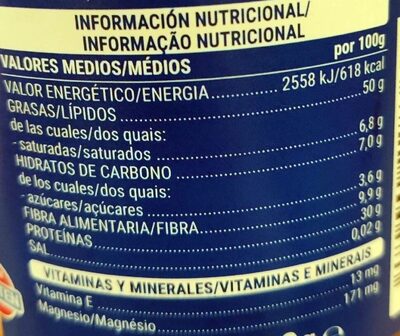 INFORMACIÓN NUTRICIONAL/
INFORMAÇÃO NUTRICIONAL
VALORES MEDIOS/MÉDIOS por 100g
VALOR ENERGÉTICO/ENERGIA 2558 kJ/618 kcal
GRASAS/LÍPIDOS 50 g
de las cuales/dos quais:
- saturadas/saturados 6,8 g
HIDRATOS DE CARBONO 7,0 g
de los cuales/dos quais:
- azúcares/açúcares 3,6 g
FIBRA ALIMENTARIA/FIBRA 9,9 g
PROTEÍNAS 30 g
SAL 0,02 g
VITAMINAS Y MINERALES/VITAMINAS E MINERAIS
Vitamina E 13 mg
Magnesio/Magnésio 171 mg